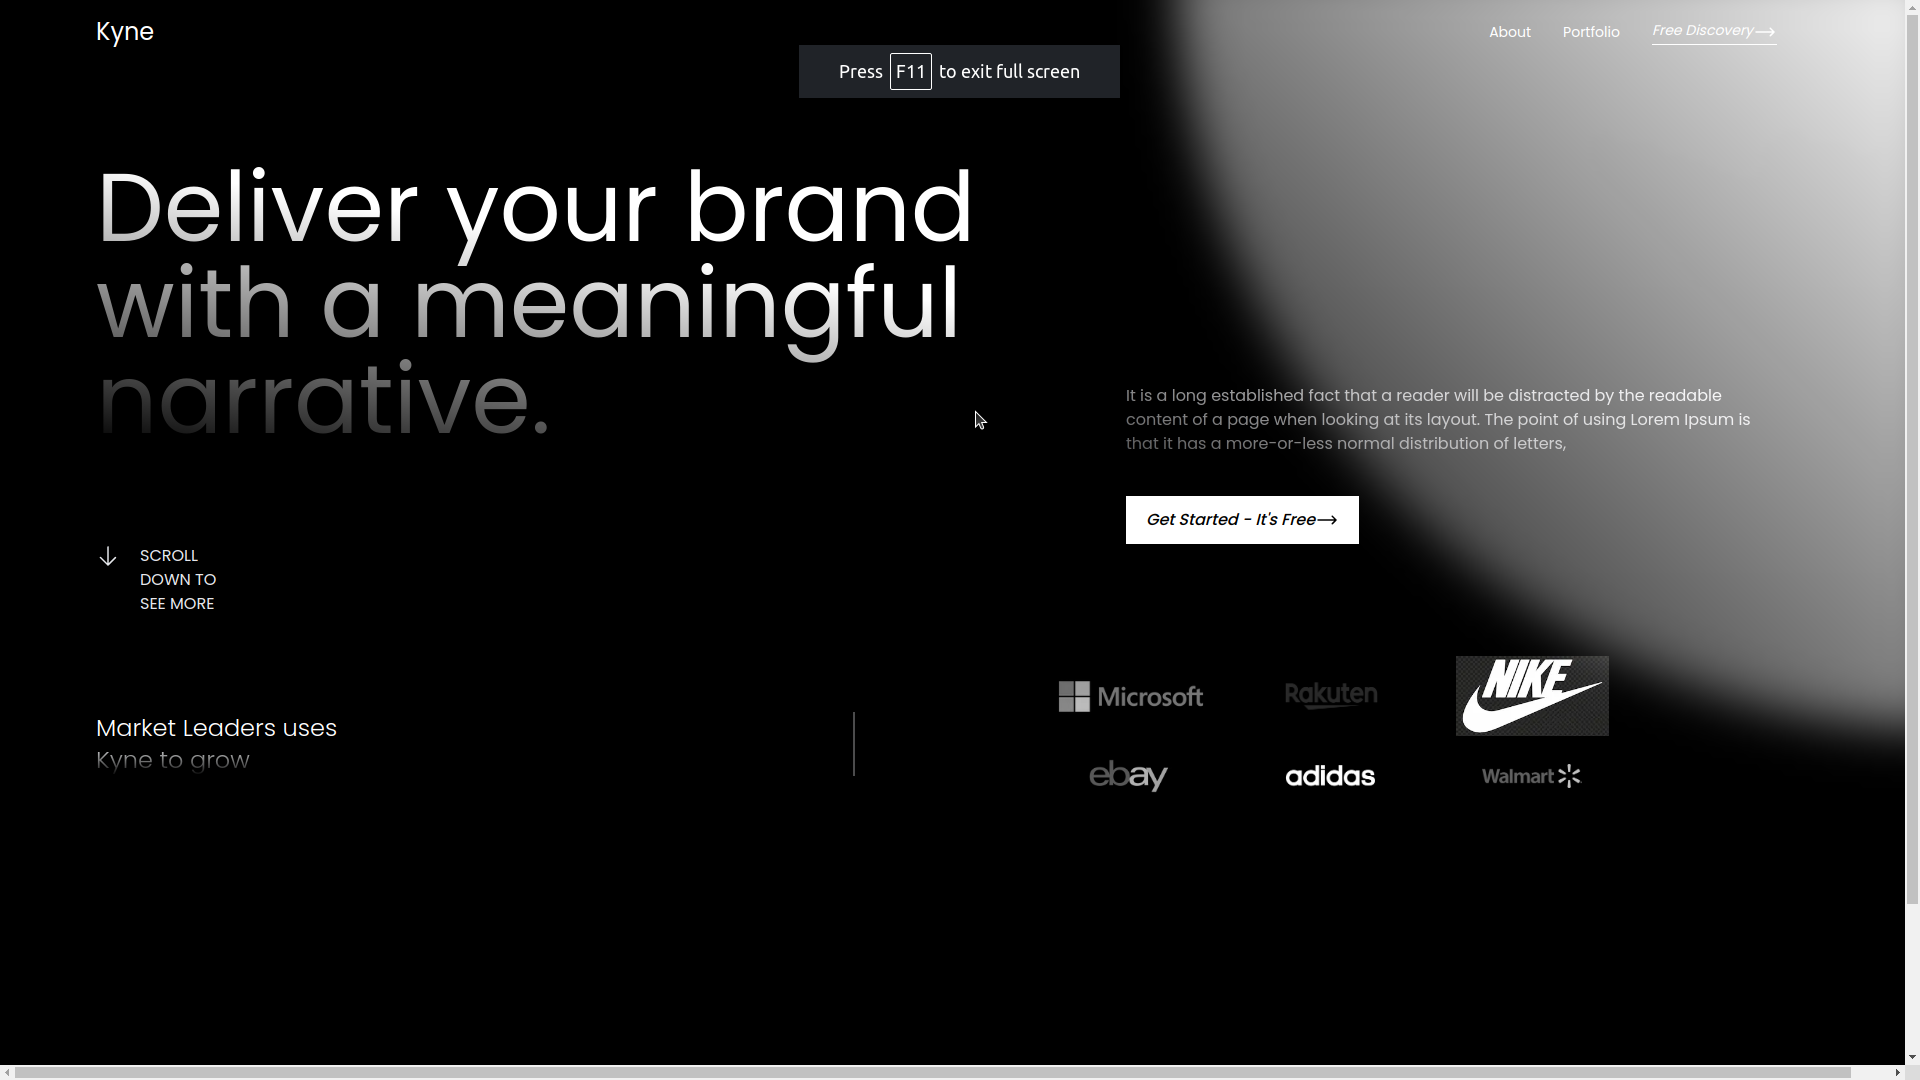 Kyne
About
Portfolio
Free Discovery
Press F11 to exit full screen
Deliver your brand
with a meaningful
narrative.
It is a long established fact that a reader will be distracted by the readable
content of a page when looking at its layout. The point of using Lorem Ipsum is
that it has a more-or-less normal distribution of letters,
Get Started - It's Free
SCROLL
DOWN TO
SEE MORE
Market Leaders uses
Kyne to grow
Microsoft
Rakuten
NIKE
ebay
adidas
Walmart